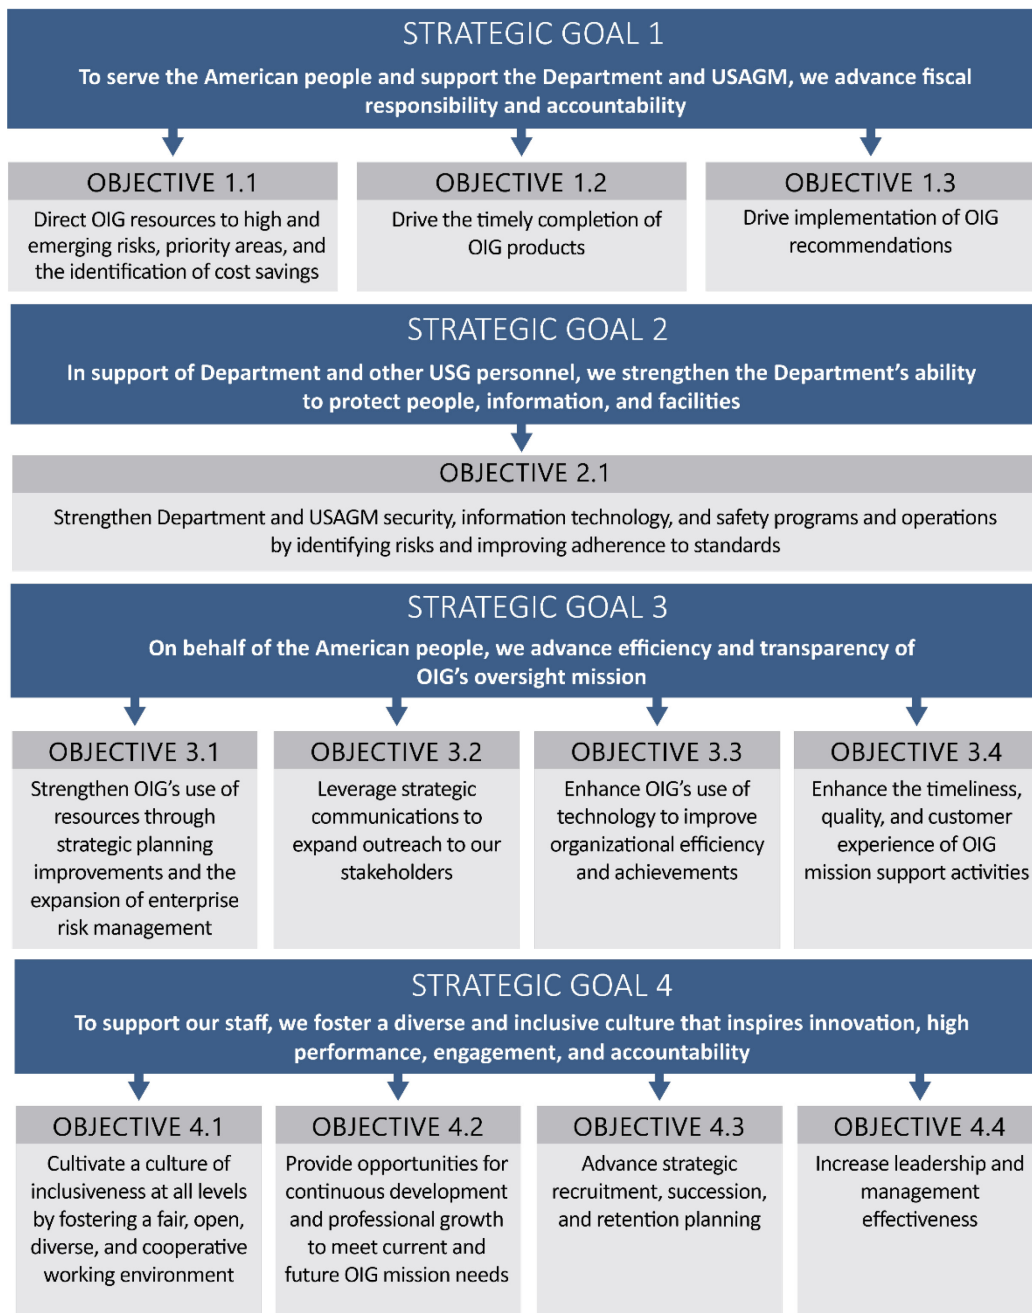 STRATEGIC GOAL 1
To serve the American people and support the Department and USAGM, we advance fiscal
responsibility and accountability
OBJECTIVE 1.1
Direct OIG resources to high and
emerging risks, priority areas, and
the identification of cost savings
OBJECTIVE 1.2
Drive the timely completion of
OIG products
OBJECTIVE 1.3
Drive implementation of OIG
recommendations
STRATEGIC GOAL 2
In support of Department and other USG personnel, we strengthen the Department's ability
to protect people, information, and facilities
OBJECTIVE 2.1
Strengthen Department and USAGM security, information technology, and safety programs and operations
by identifying risks and improving adherence to standards
STRATEGIC GOAL 3
On behalf of the American people, we advance efficiency and transparency of
OIG's oversight mission
OBJECTIVE 3.1
Strengthen OIG's use of
resources through
strategic planning
improvements and the
expansion of enterprise
risk management
OBJECTIVE 3.2
Leverage strategic
communications to
expand outreach to our
stakeholders
OBJECTIVE 3.3
Enhance OIG's use of
technology to improve
organizational efficiency
and achievements
OBJECTIVE 3.4
Enhance the timeliness,
quality, and customer
experience of OIG
mission support activities
STRATEGIC GOAL 4
To support our staff, we foster a diverse and inclusive culture that inspires innovation, high
performance, engagement, and accountability
OBJECTIVE 4.1
Cultivate a culture of
inclusiveness at all levels
by fostering a fair, open,
diverse, and cooperative
working environment
OBJECTIVE 4.2
Provide opportunities for
continuous development
and professional growth
to meet current and
future OIG mission needs
OBJECTIVE 4.3
Advance strategic
recruitment, succession,
and retention planning
OBJECTIVE 4.4
Increase leadership and
management
effectiveness